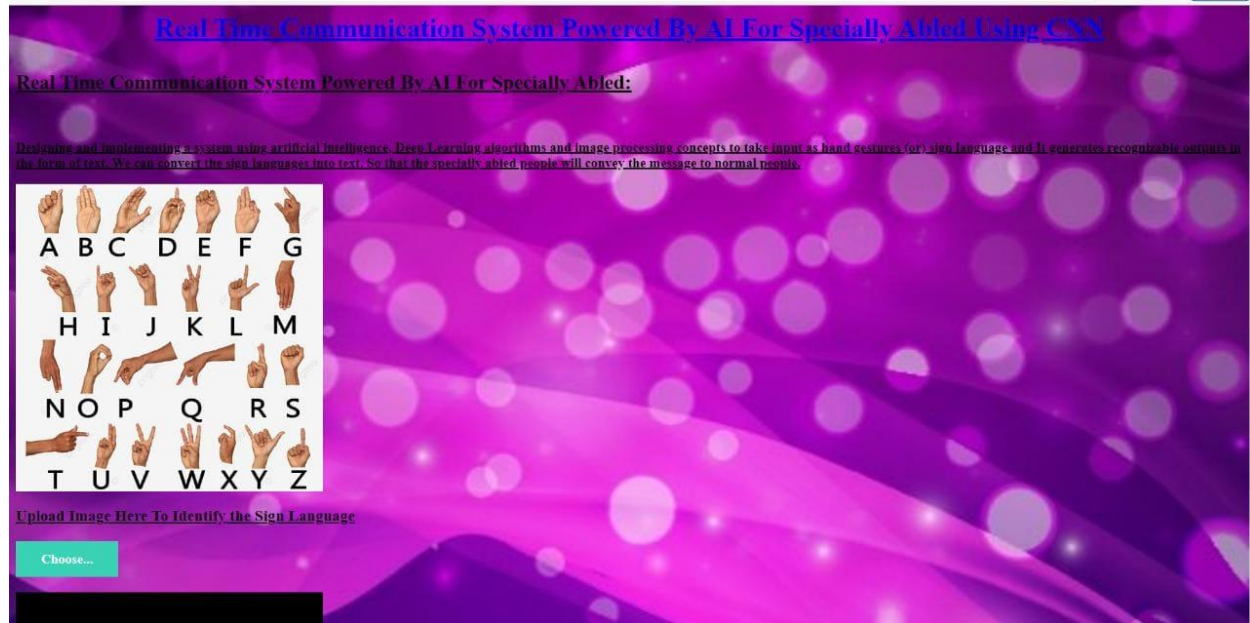 Real Time Communication System Powered By AI For Specially Abled Using CNN
Real Time Communication System Powered By AI For Specially Abled:
Designing and implementing a system using artificial intelligence, Deep Learning algorithms and image processing concepts to take input as hand gestures (or) sign language and It generates recognizable outputs in
the form of text. We can convert the sign languages into text. So that the specially abled people will convey the message to normal people.
A B C D E F G
H I J K L M
N O P Q R S
T U V W X Y Z
Upload Image Here To Identify the Sign Language
Choose...